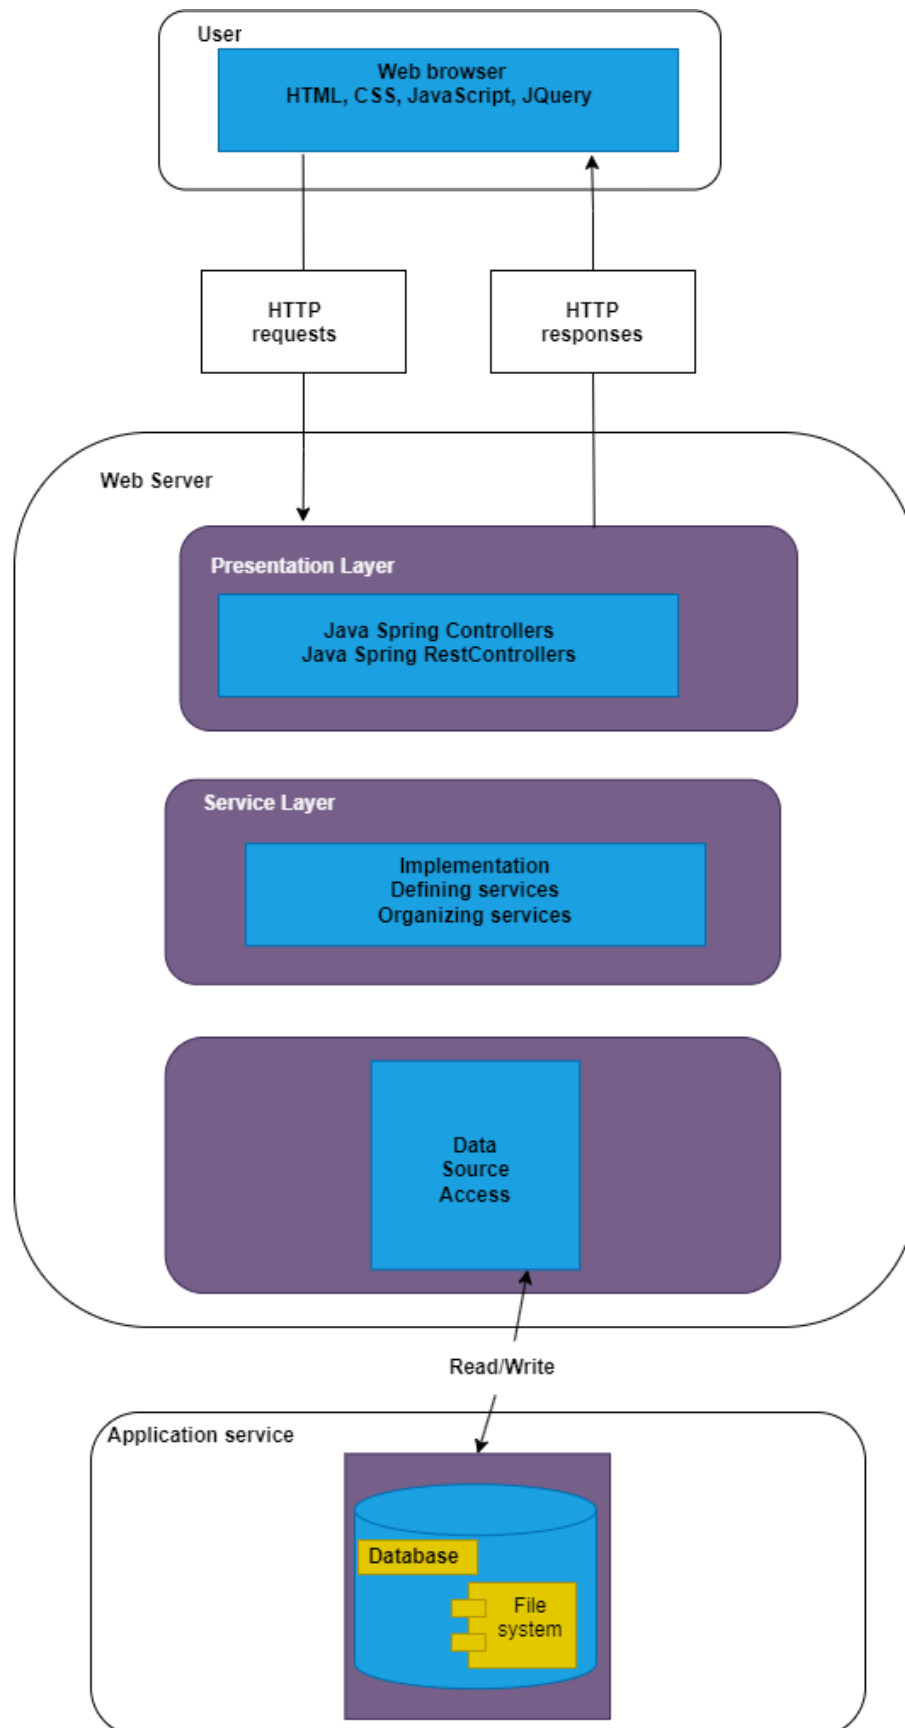 User
Web browser
HTML, CSS, JavaScript, JQuery
HTTP
requests
HTTP
responses
Web Server
Presentation Layer
Java Spring Controllers
Java Spring RestControllers
Service Layer
Implementation
Defining services
Organizing services
Data
Source
Access
Read/Write
Application service
Database
File
system